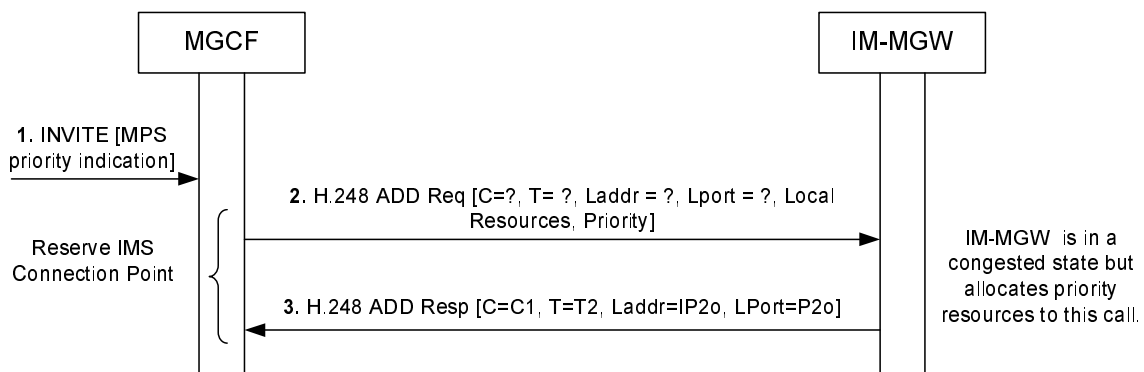 MGCF
IM-MGW
1. INVITE [MPS
priority indication]
2. H.248 ADD Req [C=?, T= ?, Laddr = ?, Lport = ?, Local
Resources, Priority]
Reserve IMS
Connection Point
IM-MGW is in a
congested state but
allocates priority
resources to this call.
3. H.248 ADD Resp [C=C1, T=T2, Laddr=IP2o, LPort=P2o]